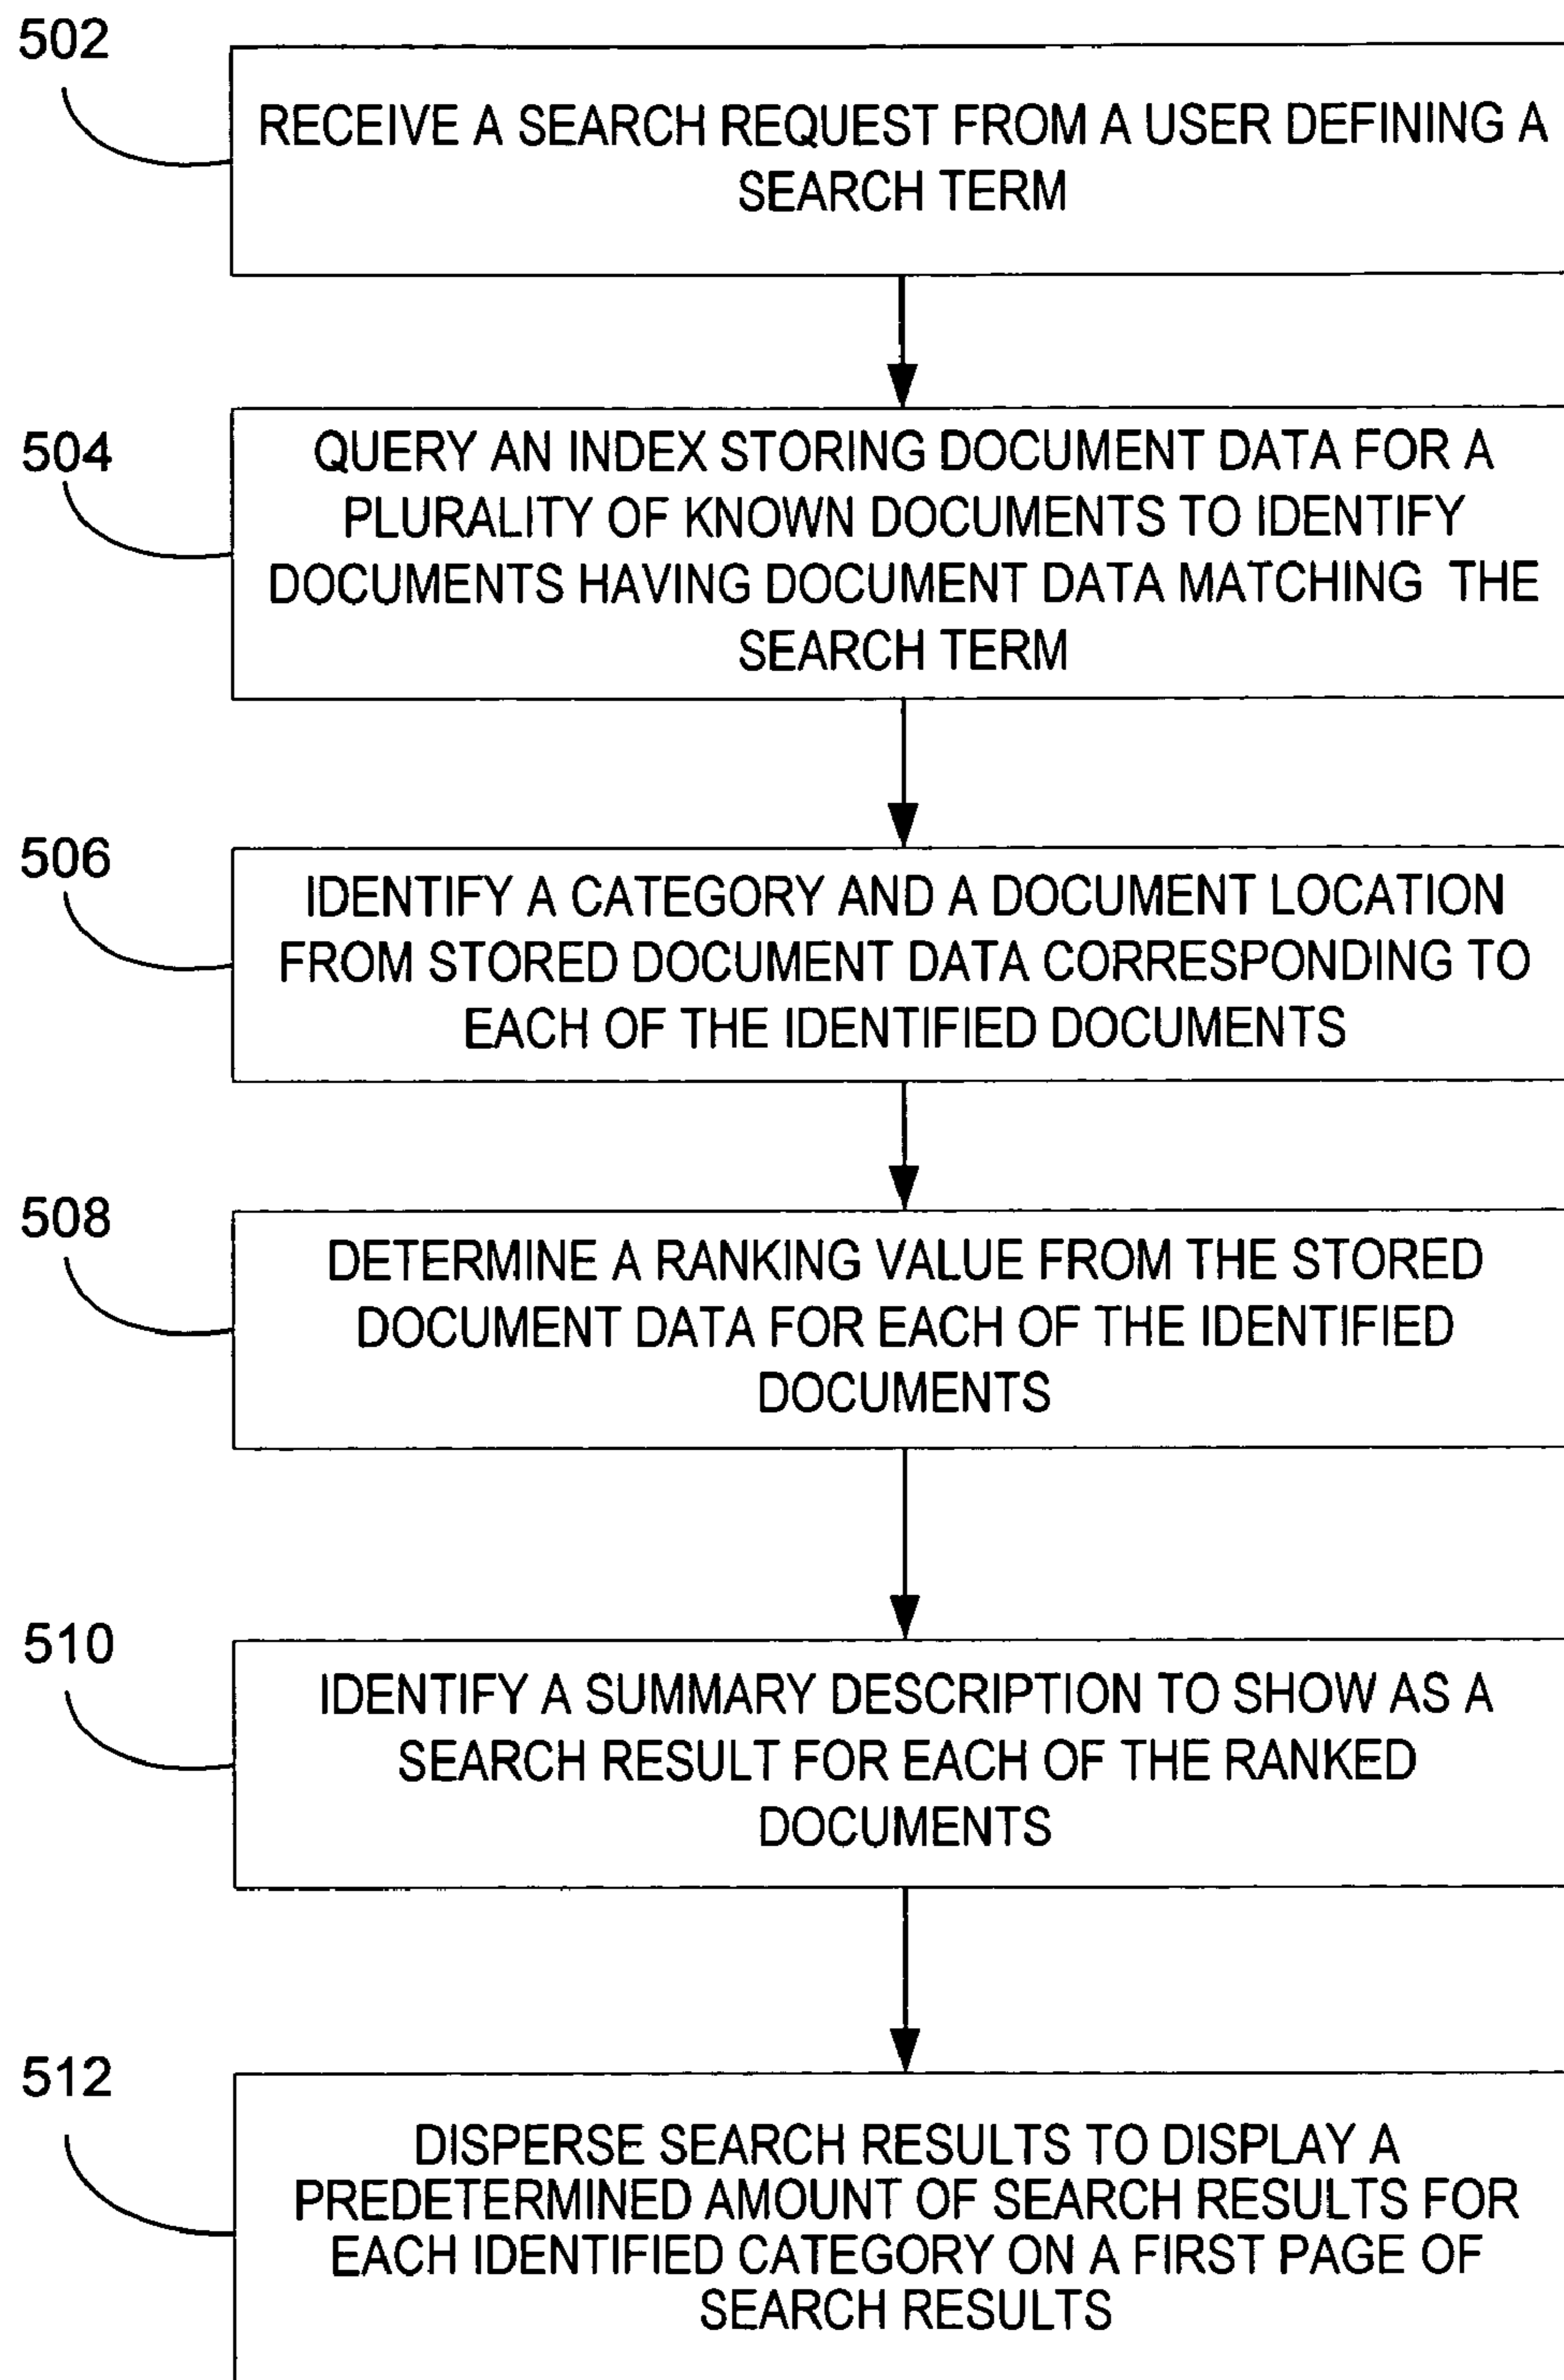 502
RECEIVE A SEARCH REQUEST FROM A USER DEFINING A
SEARCH TERM
504
QUERY AN INDEX STORING DOCUMENT DATA FOR A
PLURALITY OF KNOWN DOCUMENTS TO IDENTIFY
DOCUMENTS HAVING DOCUMENT DATA MATCHING THE
SEARCH TERM
506
IDENTIFY A CATEGORY AND A DOCUMENT LOCATION
FROM STORED DOCUMENT DATA CORRESPONDING TO
EACH OF THE IDENTIFIED DOCUMENTS
508
DETERMINE A RANKING VALUE FROM THE STORED
DOCUMENT DATA FOR EACH OF THE IDENTIFIED
DOCUMENTS
510
IDENTIFY A SUMMARY DESCRIPTION TO SHOW AS A
SEARCH RESULT FOR EACH OF THE RANKED
DOCUMENTS
512
DISPERSE SEARCH RESULTS TO DISPLAY A
PREDETERMINED AMOUNT OF SEARCH RESULTS FOR
EACH IDENTIFIED CATEGORY ON A FIRST PAGE OF
SEARCH RESULTS